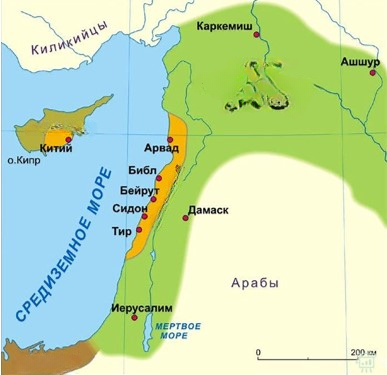 Киликийцы
Каркемиш
Ашшур
Китий
о.Кипр
Арвад
Библ
Бейрут
Сидон
Тир
Дамаск
СРЕДИЗЕМНОЕ МОРЕ
Арабы
Иерусалим
МЕРТВОЕ
МОРЕ
0 200 км